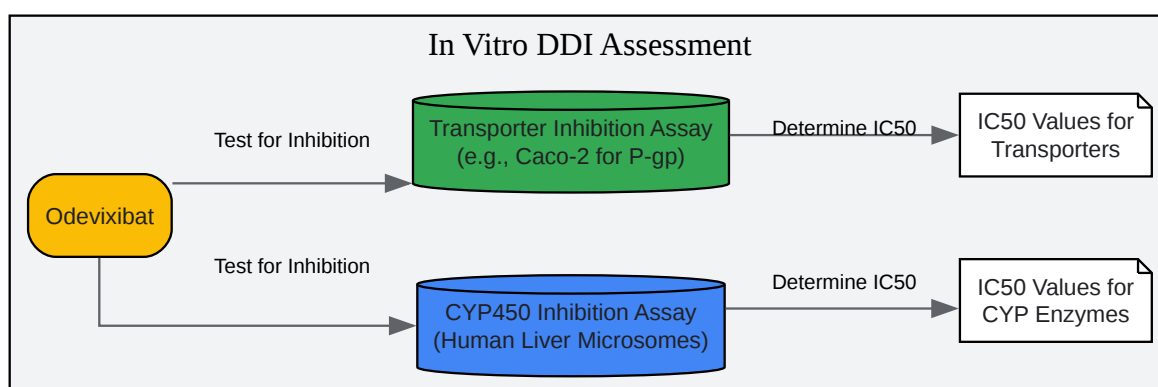 In Vitro DDI Assessment
Test for Inhibition
Transporter Inhibition Assay
(e.g., Caco-2 for P-gp)
Determine IC50
IC50 Values for
Transporters
Odevixibat
Test for Inhibition
CYP450 Inhibition Assay
(Human Liver Microsomes)
Determine IC50
IC50 Values for
CYP Enzymes